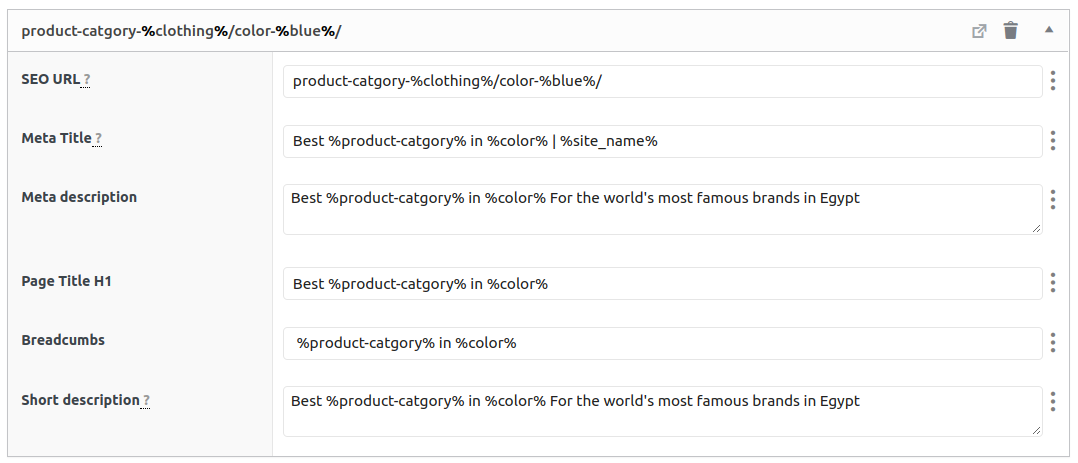 product-catgory-%clothing%/color-%blue%/
SEO URL ?
product-catgory-%clothing%/color-%blue%/
Meta Title ?
Best %product-catgory% in %color% | %site_name%
Meta description
Best %product-catgory% in %color% For the world's most famous brands in Egypt
Page Title H1
Best %product-catgory% in %color%
Breadcumbs
%product-catgory% in %color%
Short description ?
Best %product-catgory% in %color% For the world's most famous brands in Egypt